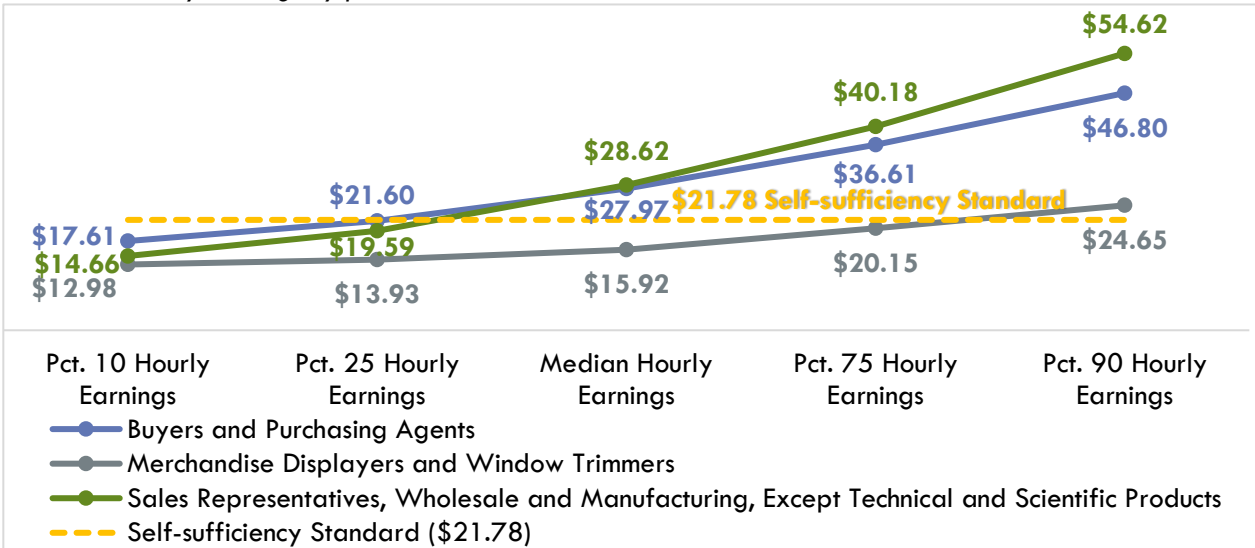 $54.62
$40.18
$46.80
$28.62
$36.61
$21.60
$21.78 Self-sufficiency Standard
$27.97
$17.61
$19.59
$24.65
$14.66
$20.15
$12.98
$13.93
$15.92
Pct. 10 Hourly Earnings
Pct. 25 Hourly Earnings
Median Hourly Earnings
Pct. 75 Hourly Earnings
Pct. 90 Hourly Earnings
Buyers and Purchasing Agents
Merchandise Displayers and Window Trimmers
Sales Representatives, Wholesale and Manufacturing, Except Technical and Scientific Products
Self-sufficiency Standard ($21.78)